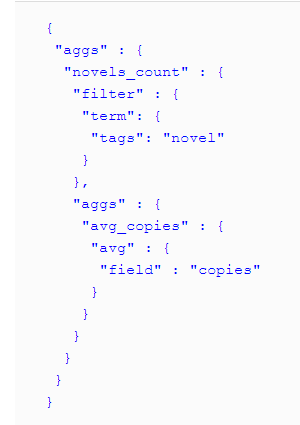 {
"aggs" : {
"novels_count" : {
"filter" : {
"term": {
"tags": "novel"
}
},
"aggs" : {
"avg_copies" : {
"avg" : {
"field" : "copies"
}
}
}
}
}
}